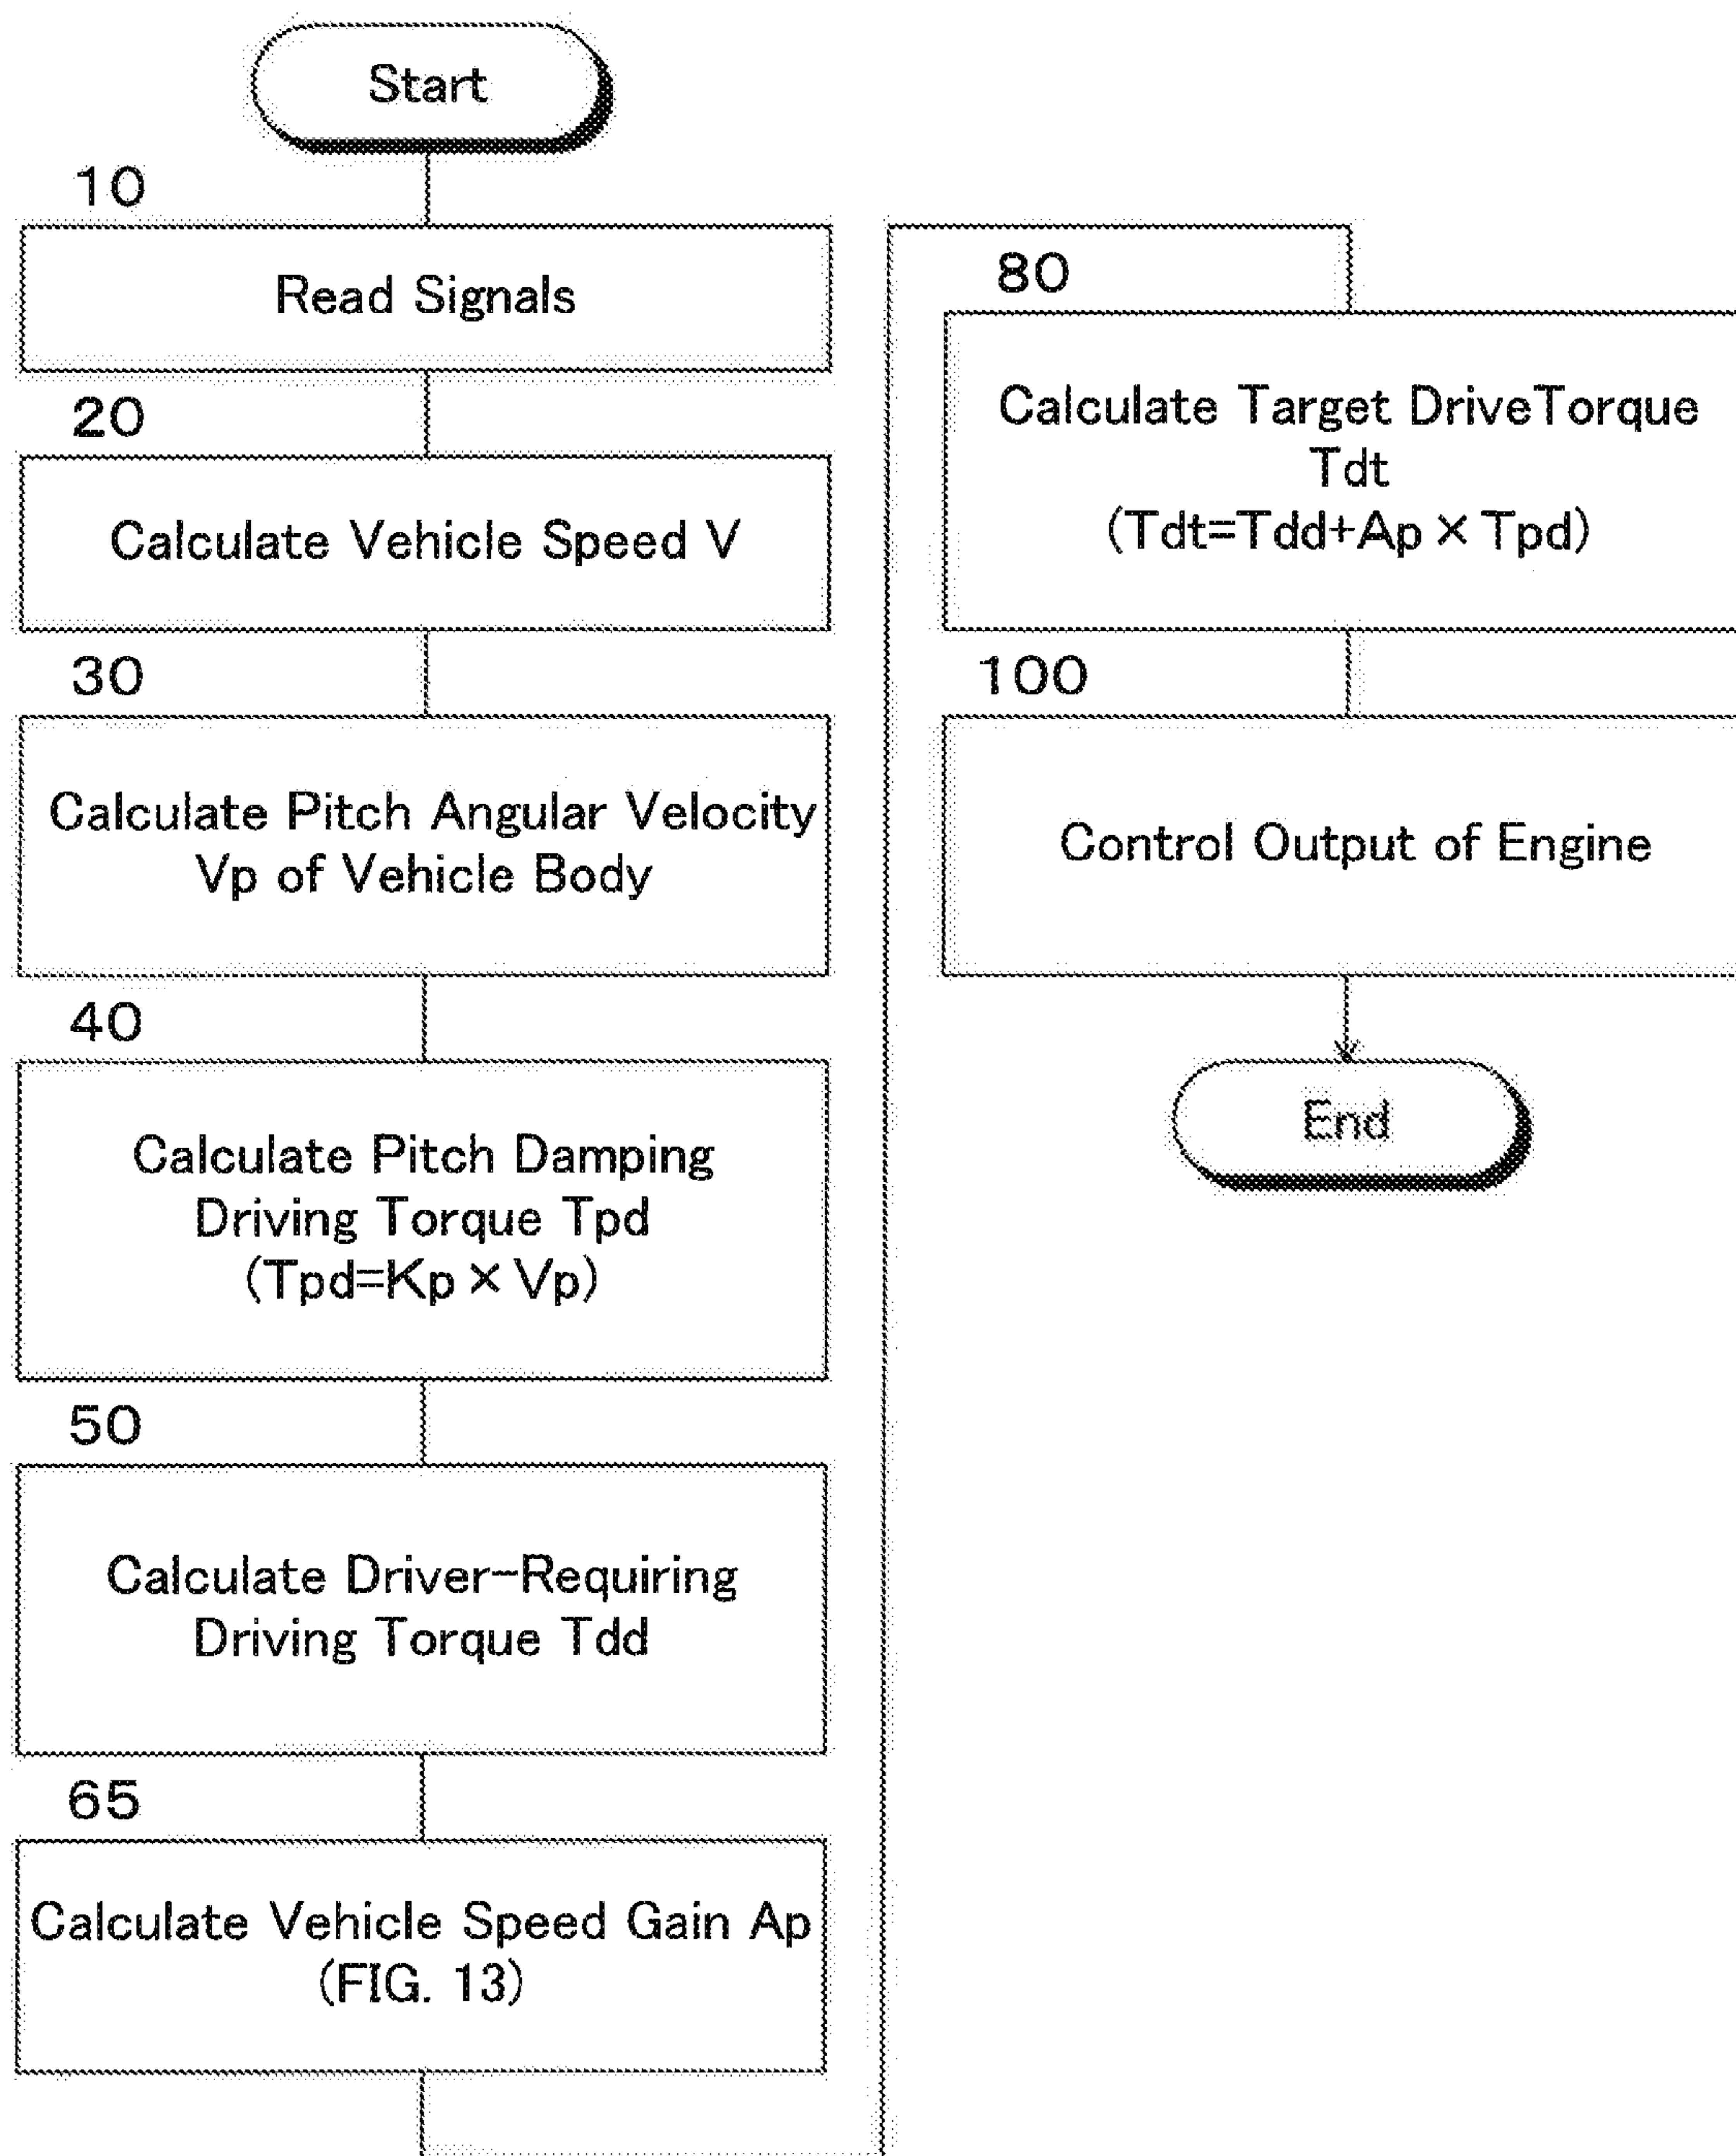 Start
10
Read Signals
20
Calculate Vehicle Speed V
30
Calculate Pitch Angular Velocity
Vp of Vehicle Body
40
Calculate Pitch Damping
Driving Torque Tpd
(Tpd=Kp × Vp)
50
Calculate Driver-Requiring
Driving Torque Tdd
65
Calculate Vehicle Speed Gain Ap
(FIG. 13)
80
Calculate Target DriveTorque
Tdt
(Tdt=Tdd+Ap × Tpd)
100
Control Output of Engine
End